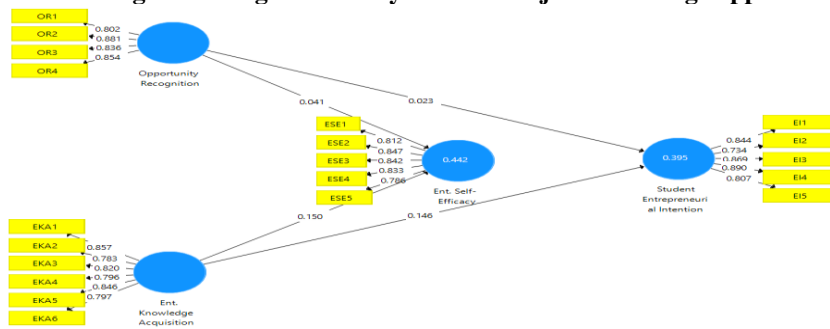 OR1
OR2
OR3
OR4
0.802
0.881
0.836
0.854
Opportunity
Recognition
0.041
0.023
ESE1
ESE2
ESE3
ESE4
ESE5
0.812
0.847
0.842
0.833
0.786
0.442
Ent. Self-
Efficacy
0.395
Student
Entrepreneuri
al Intention
0.844
0.734
0.869
0.890
0.807
EI1
EI2
EI3
EI4
EI5
0.150
0.146
EKA1
EKA2
EKA3
EKA4
EKA5
EKA6
0.857
0.783
0.820
0.796
0.846
0.797
Ent.
Knowledge
Acquisition